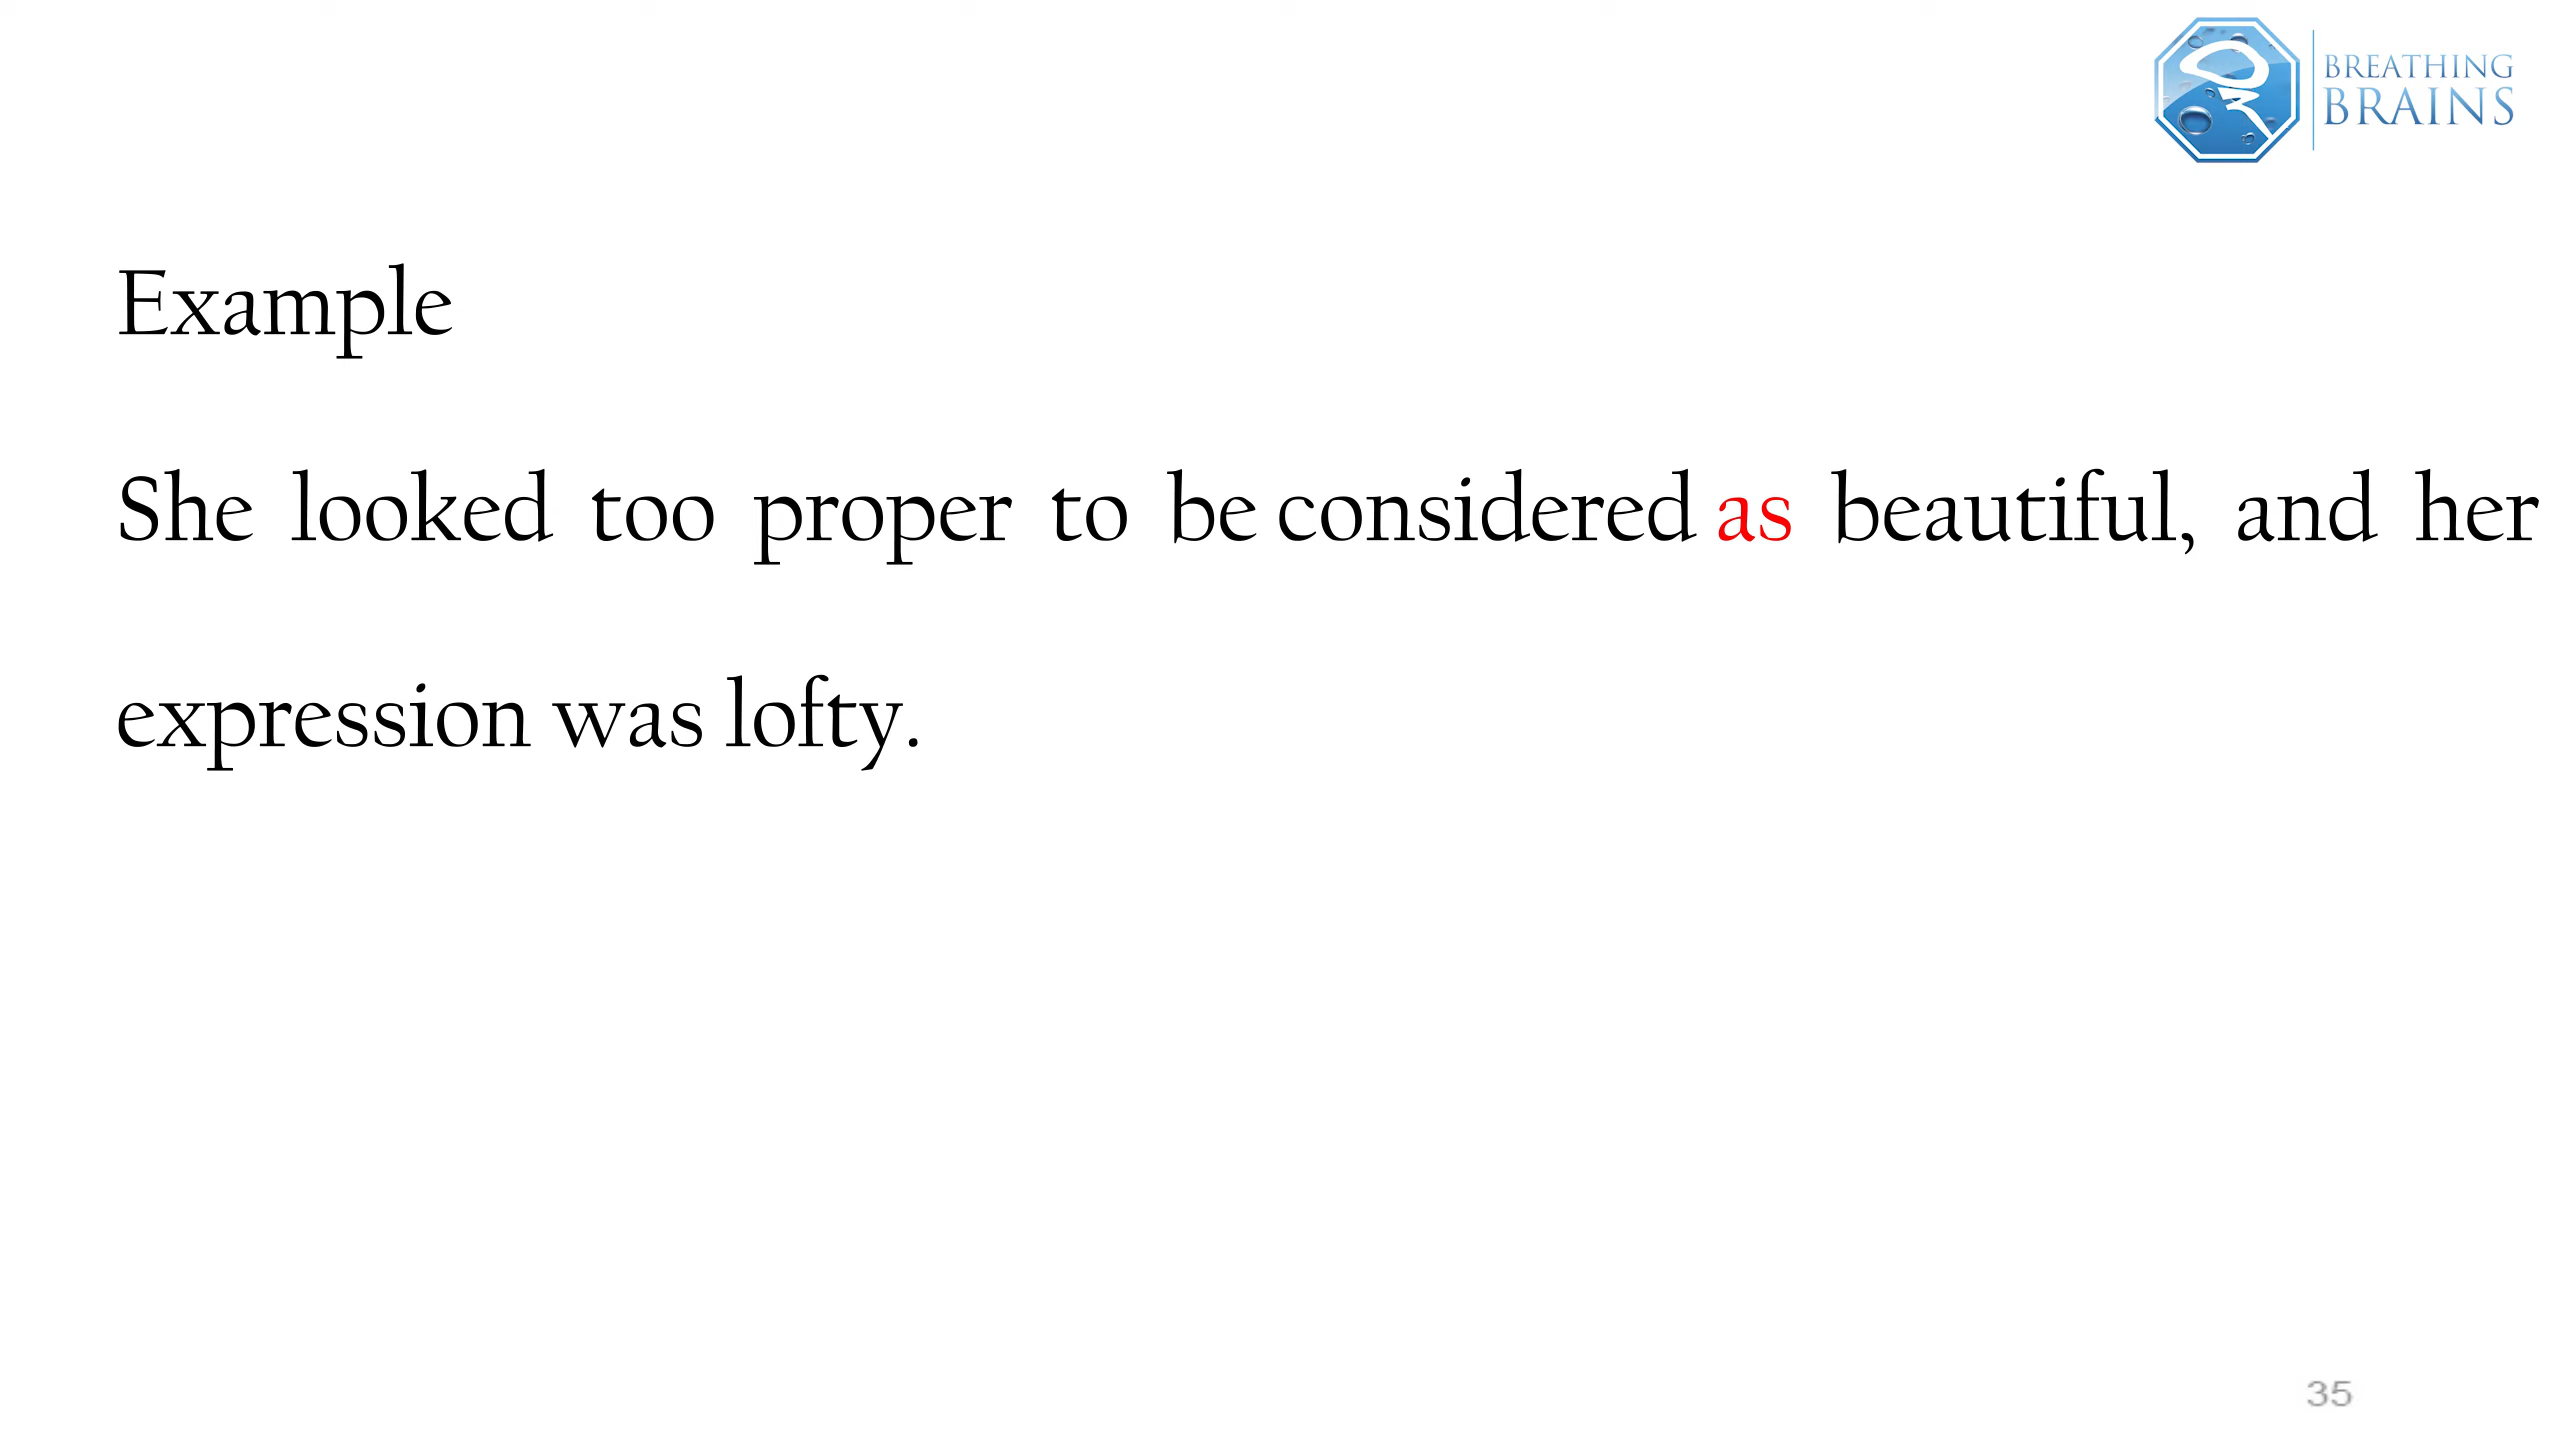 BREATHING
BRAINS
Example
She looked too proper to be considered as beautiful, and her
expression was lofty.
35